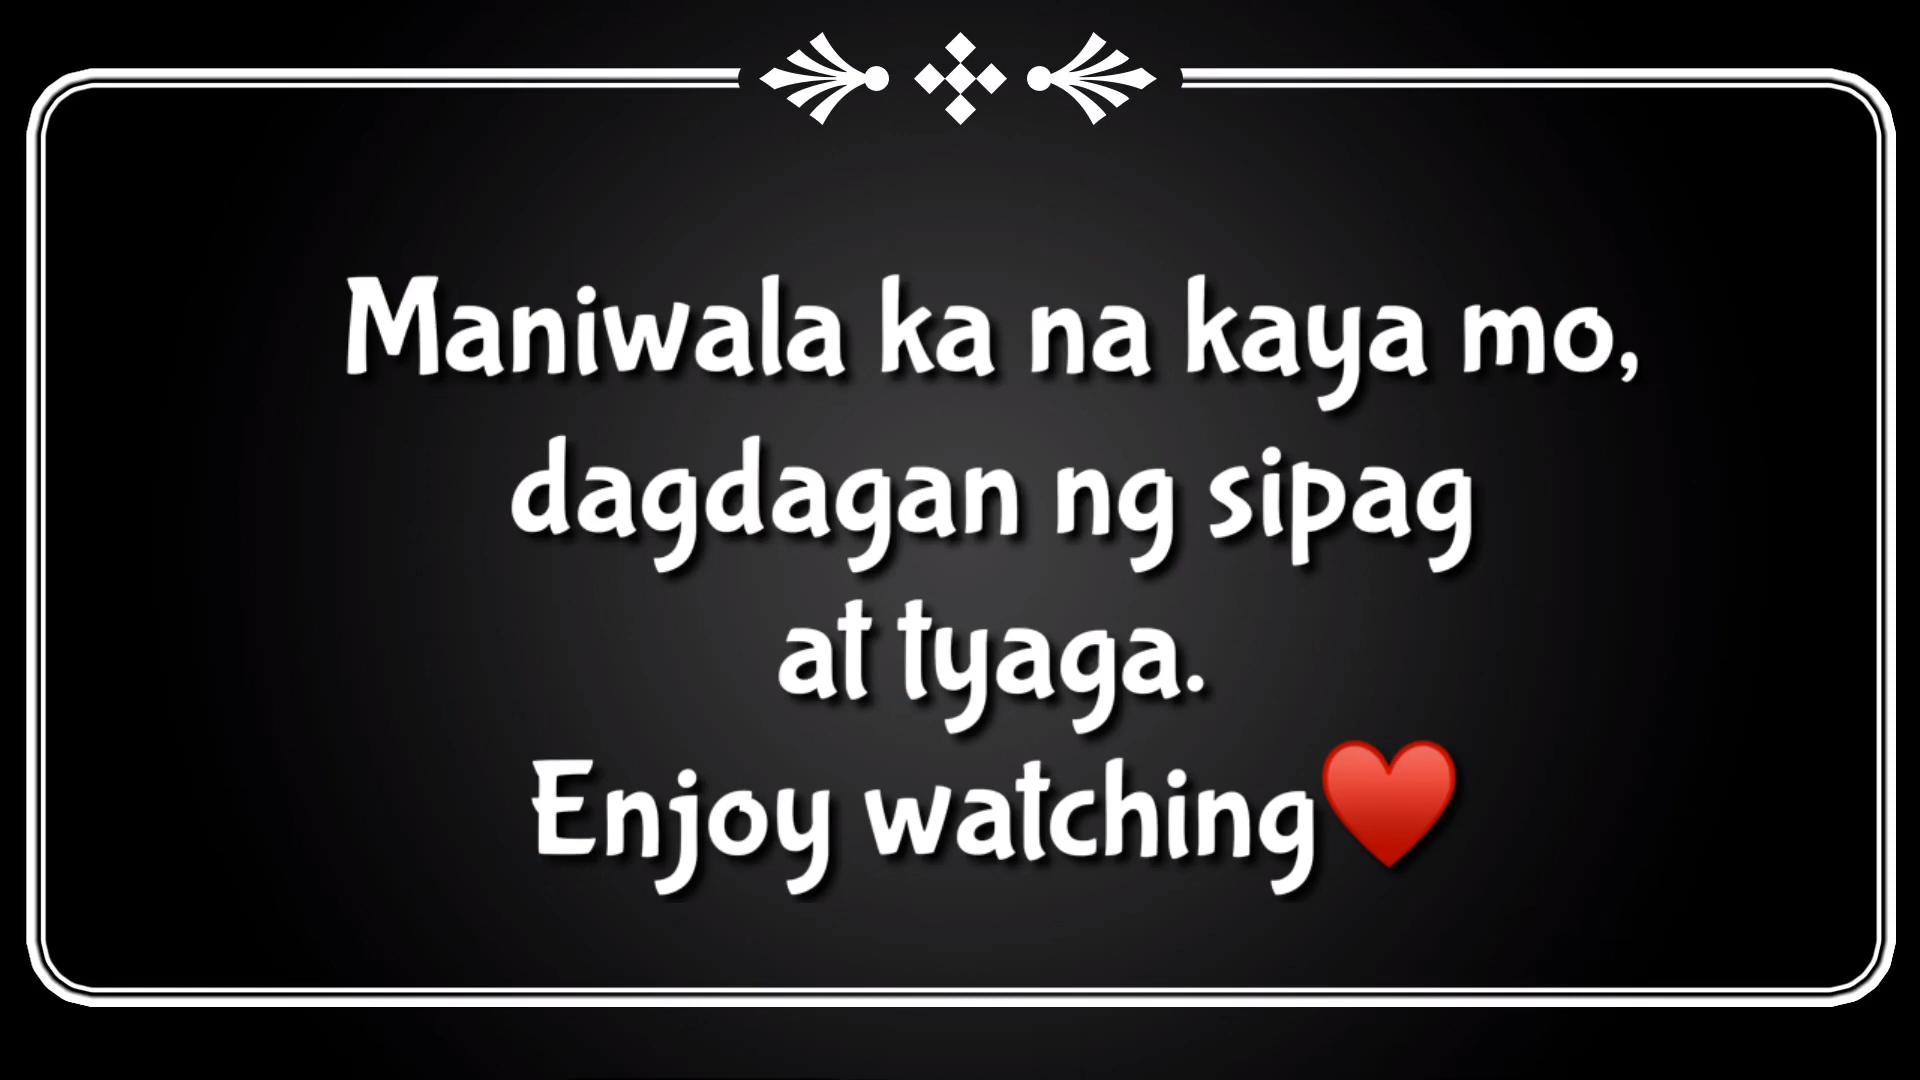 Maniwala ka na kaya mo,
dagdagan ng sipag
at tyaga.
Enjoy watching♥️